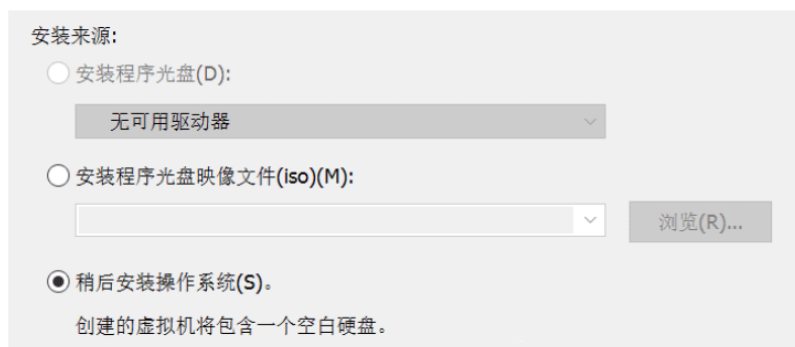 安装来源:
安装程序光盘(D):
无可用驱动器
安装程序光盘映像文件(iso)(M):
浏览(R)...
稍后安装操作系统(S)。
创建的虚拟机将包含一个空白硬盘。